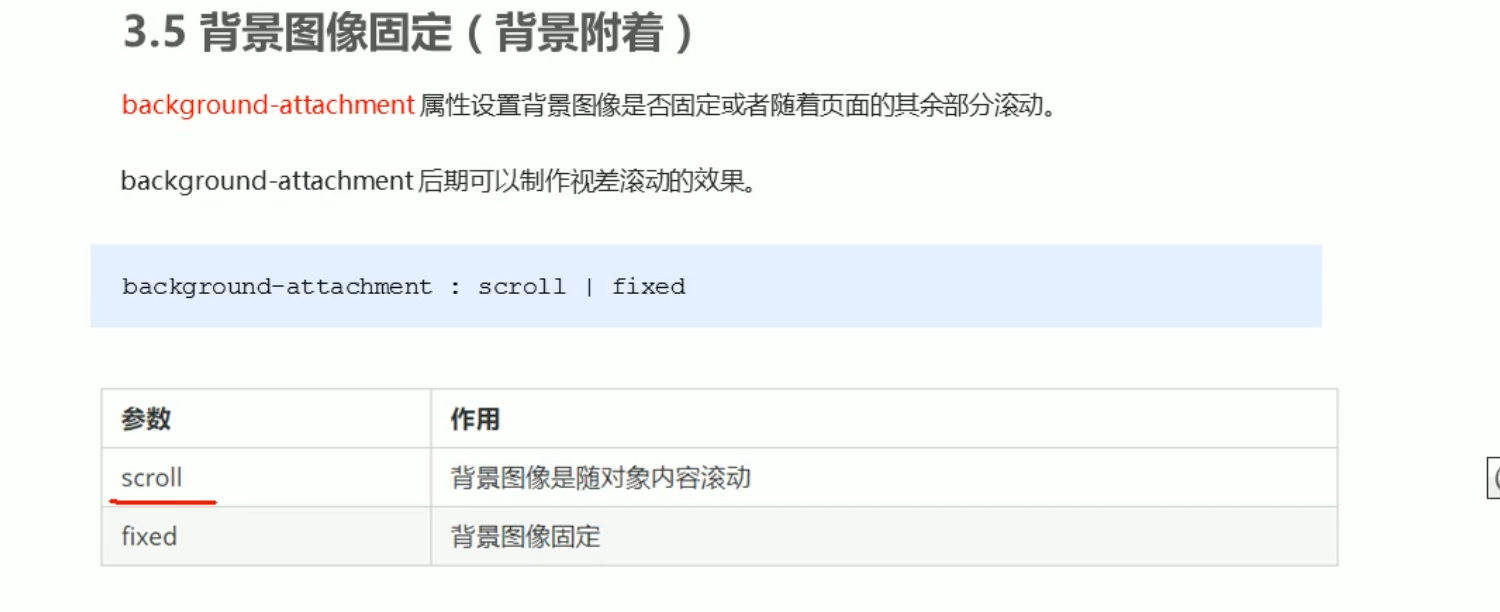 3.5 背景图像固定（背景附着）
background-attachment 属性设置背景图像是否固定或者随着页面的其余部分滚动。
background-attachment 后期可以制作视差滚动的效果。
background-attachment : scroll | fixed
参数 作用
scroll 背景图像是随对象内容滚动
fixed 背景图像固定